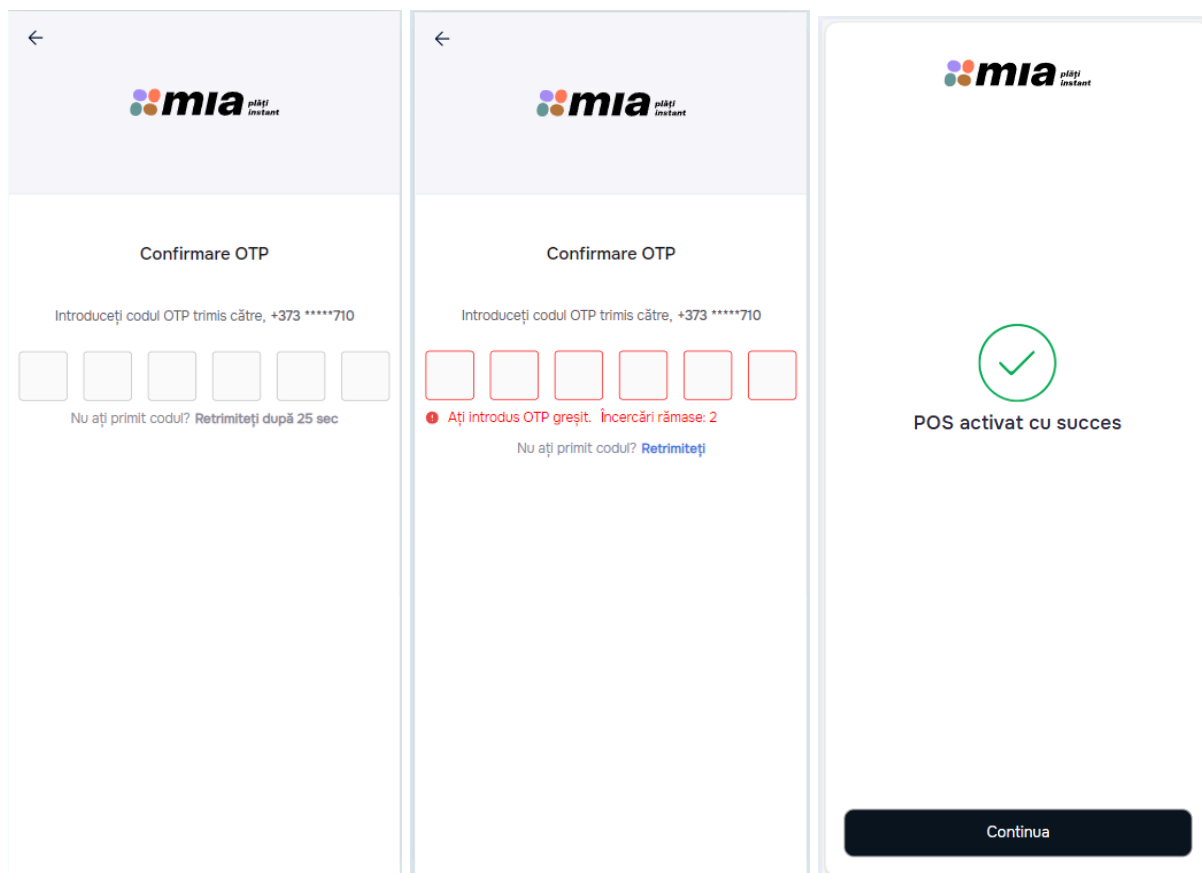 mia plăți
instant
Confirmare OTP
Introduceți codul OTP trimis către, +373 *****710
Nu ați primit codul? Retrimiteți după 25 sec
mia plăți
instant
Confirmare OTP
Introduceți codul OTP trimis către, +373 *****710
Ați introdus OTP greșit. Încercări rămase: 2
Nu ați primit codul? Retrimiteți
mia plăți
instant
POS activat cu succes
Continua